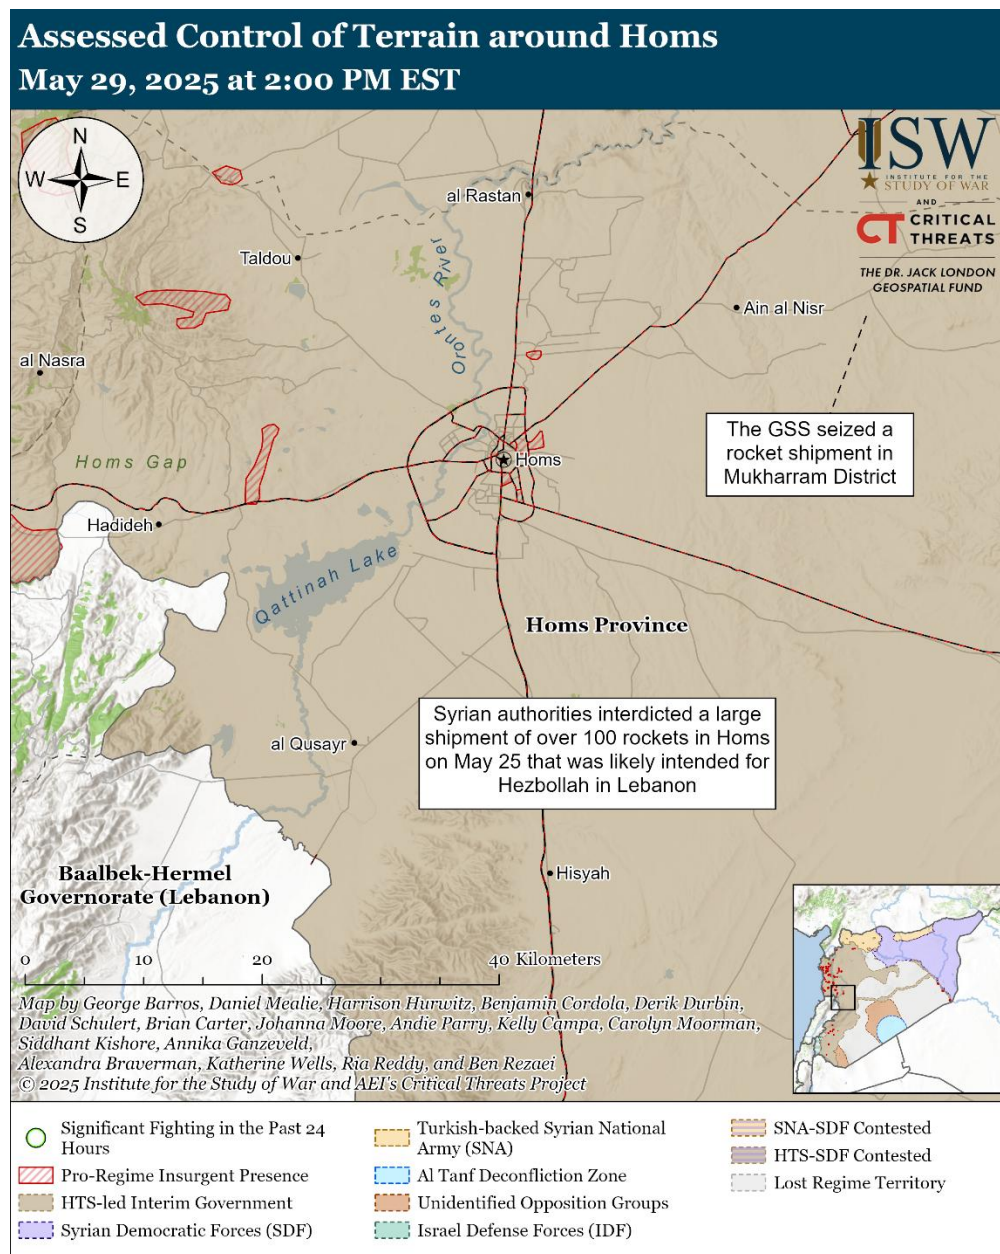 Assessed Control of Terrain around Homs
May 29, 2025 at 2:00 PM EST
N
W
E
S
ISW
INSTITUTE FOR THE
STUDY OF WAR
AND
CT CRITICAL
THREATS
THE DR. JACK LONDON
GEOSPATIAL FUND
al Rastan
Taldou
Orontes River
Ain al Nisr
al Nasra
The GSS seized a
rocket shipment in
Mukharram District
Homs Gap
Homs
Hadideh
Qattinah Lake
Homs Province
Syrian authorities interdicted a large
shipment of over 100 rockets in Homs
on May 25 that was likely intended for
Hezbollah in Lebanon
al Qusayr
Baalbek-Hermel
Governorate (Lebanon)
Hisyah
0
10
20
40 Kilometers
Map by George Barros, Daniel Mealie, Harrison Hurwitz, Benjamin Cordola, Derik Durbin,
David Schulert, Brian Carter, Johanna Moore, Andie Parry, Kelly Campa, Carolyn Moorman,
Siddhant Kishore, Annika Ganzeveld,
Alexandra Braverman, Katherine Wells, Ria Reddy, and Ben Rezaei
© 2025 Institute for the Study of War and AEI's Critical Threats Project
Significant Fighting in the Past 24
Hours
Pro-Regime Insurgent Presence
HTS-led Interim Government
Syrian Democratic Forces (SDF)
Turkish-backed Syrian National
Army (SNA)
Al Tanf Deconfliction Zone
Unidentified Opposition Groups
Israel Defense Forces (IDF)
SNA-SDF Contested
HTS-SDF Contested
Lost Regime Territory